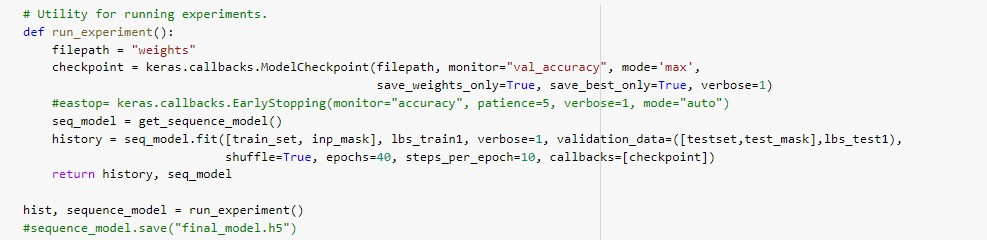 # Utility for running experiments.
def run_experiment():
    filepath = "weights"
    checkpoint = keras.callbacks.ModelCheckpoint(filepath, monitor="val_accuracy", mode='max',
                                                 save_weights_only=True, save_best_only=True, verbose=1)
    #eastop= keras.callbacks.EarlyStopping(monitor="accuracy", patience=5, verbose=1, mode="auto")
    seq_model = get_sequence_model()
    history = seq_model.fit([train_set, inp_mask], lbs_train1, verbose=1, validation_data=([testset,test_mask],lbs_test1),
                            shuffle=True, epochs=40, steps_per_epoch=10, callbacks=[checkpoint])
    return history, seq_model

hist, sequence_model = run_experiment()
#sequence_model.save("final_model.h5")